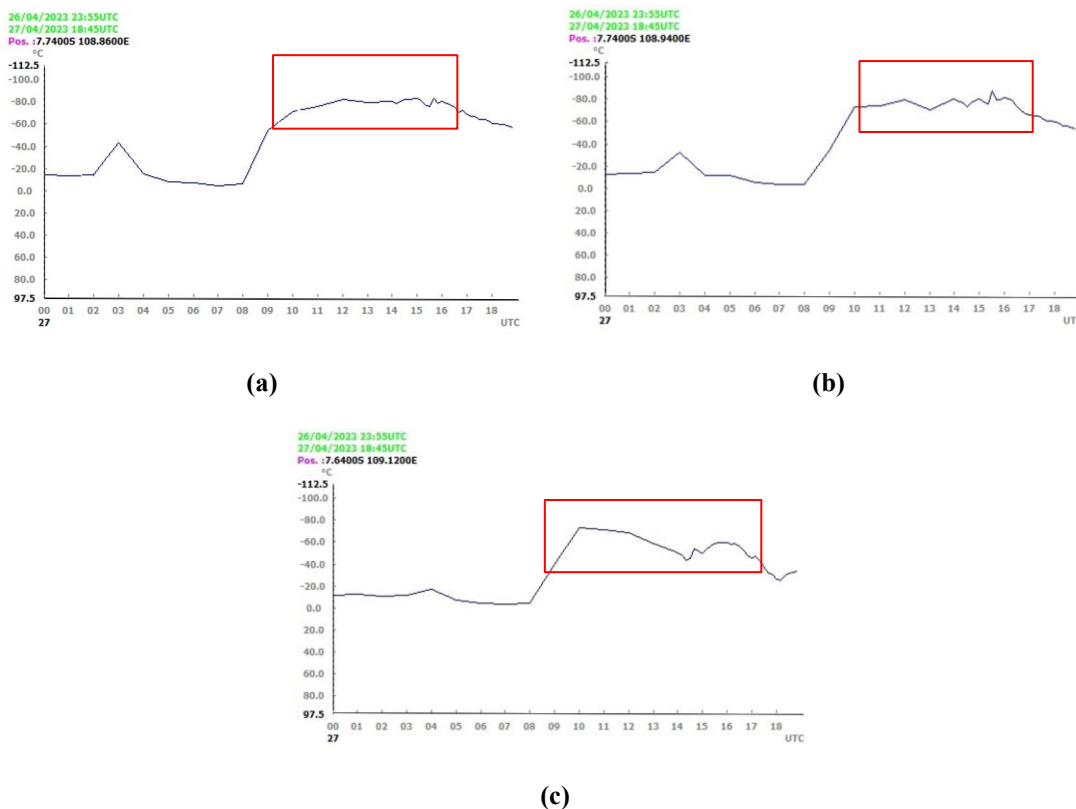 26/04/2023 23:55UTC
27/04/2023 18:45UTC
Pos. :7.7400S 108.8600E
°C
-112.5
-100.0
-80.0
-60.0
-40.0
-20.0
0.0
20.0
40.0
60.0
80.0
97.5
00 01 02 03 04 05 06 07 08 09 10 11 12 13 14 15 16 17 18
27 UTC
(a)
26/04/2023 23:55UTC
27/04/2023 18:45UTC
Pos. :7.7400S 108.9400E
°C
-112.5
-100.0
-80.0
-60.0
-40.0
-20.0
0.0
20.0
40.0
60.0
80.0
97.5
00 01 02 03 04 05 06 07 08 09 10 11 12 13 14 15 16 17 18
27 UTC
(b)
26/04/2023 23:55UTC
27/04/2023 18:45UTC
Pos. :7.6400S 109.1200E
°C
-112.5
-100.0
-80.0
-60.0
-40.0
-20.0
0.0
20.0
40.0
60.0
80.0
97.5
00 01 02 03 04 05 06 07 08 09 10 11 12 13 14 15 16 17 18
27 UTC
(c)